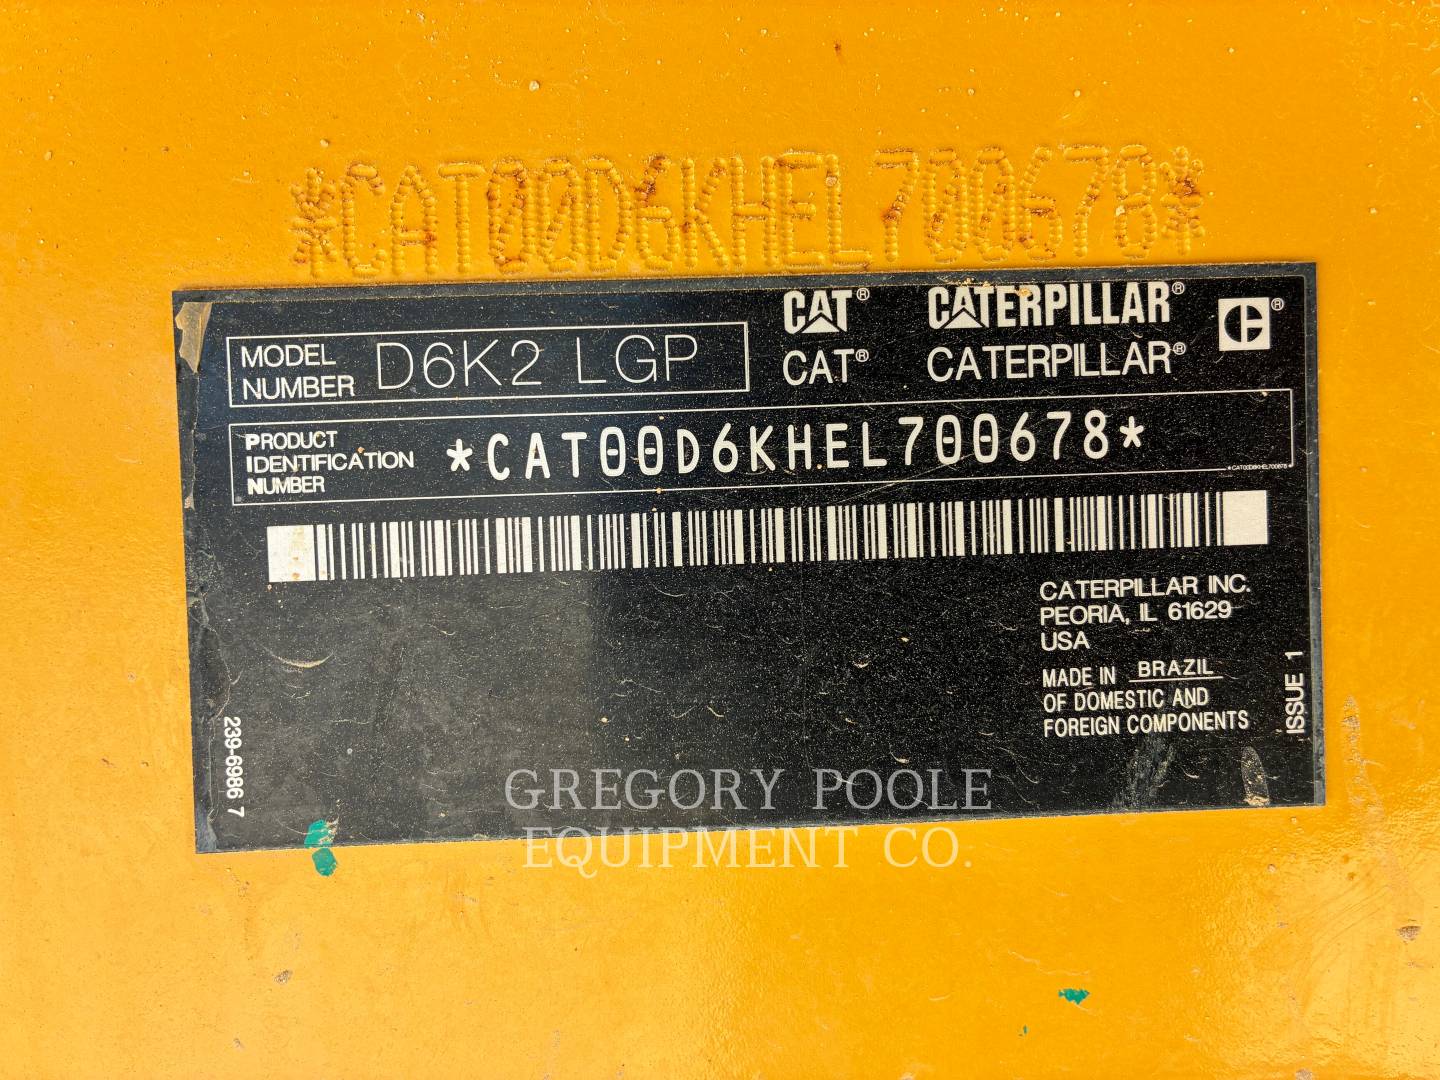 *CAT00D6KHEL700678*
CAT® CATERPILLAR® ®
MODEL NUMBER D6K2 LGP
CAT® CATERPILLAR®
PRODUCT
IDENTIFICATION
NUMBER
*CAT00D6KHEL700678*
*CAT00D6KHEL700678*
CATERPILLAR INC.
PEORIA, IL 61629
USA
MADE IN BRAZIL
OF DOMESTIC AND
FOREIGN COMPONENTS
ISSUE 1
239-6986 7
GREGORY POOLE
EQUIPMENT CO.